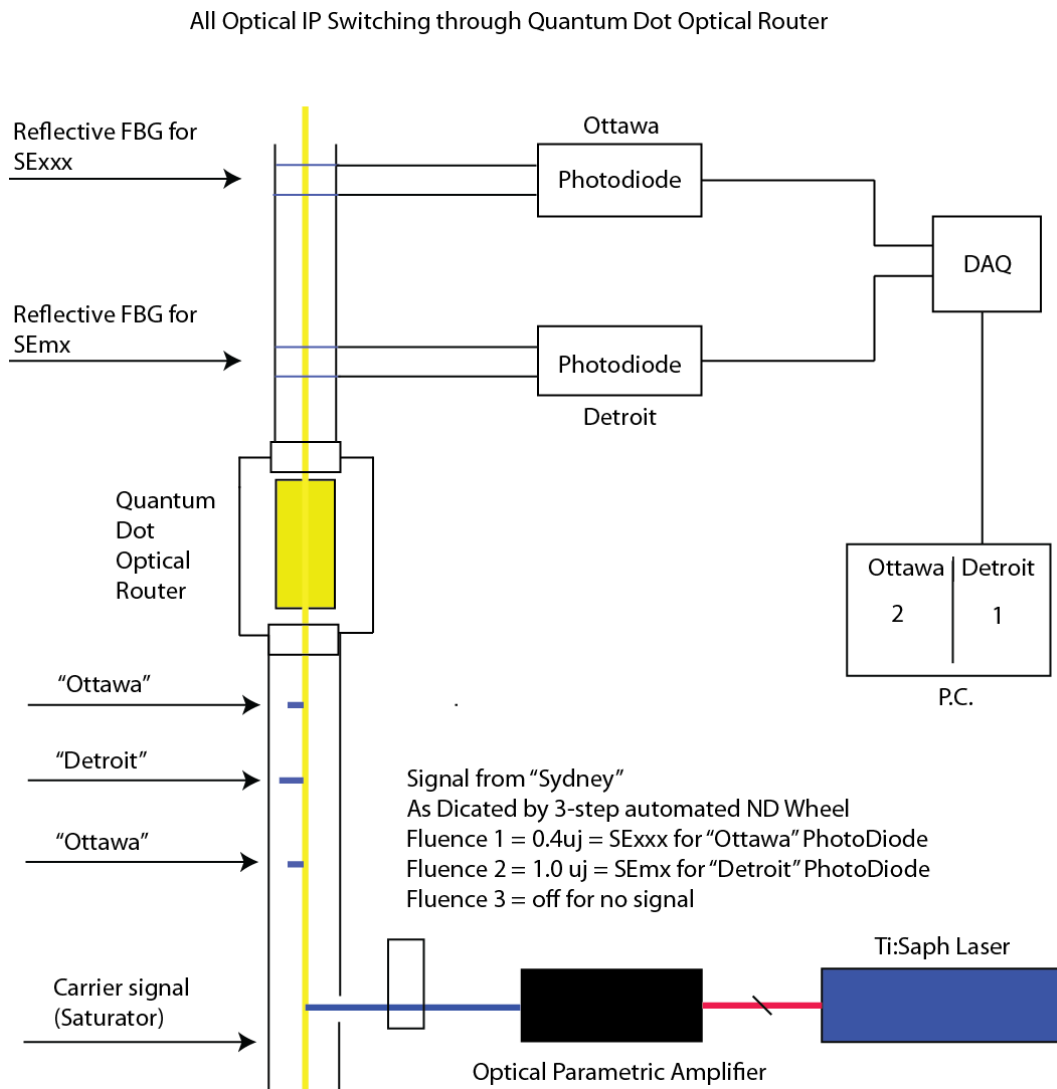 All Optical IP Switching through Quantum Dot Optical Router
Reflective FBG for
SExxx
Ottawa
Photodiode
DAQ
Reflective FBG for
SEmx
Photodiode
Detroit
Quantum
Dot
Optical
Router
Ottawa
Detroit
2
1
P.C.
“Ottawa”
“Detroit”
“Ottawa”
Signal from “Sydney”
As Dicated by 3-step automated ND Wheel
Fluence 1 = 0.4uj = SExxx for “Ottawa” PhotoDiode
Fluence 2 = 1.0 uj = SEmx for “Detroit” PhotoDiode
Fluence 3 = off for no signal
Ti:Saph Laser
Carrier signal
(Saturator)
Optical Parametric Amplifier